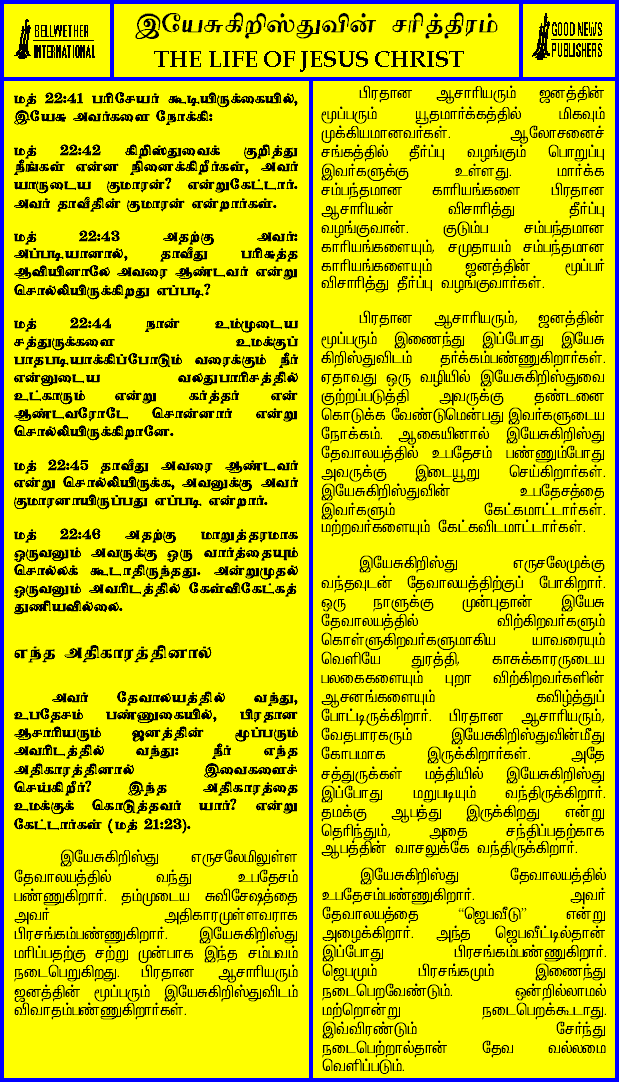 BELLWETHER
INTERNATIONAL
இயேசுகிறிஸ்துவின் சரித்திரம்
THE LIFE OF JESUS CHRIST
GOOD NEWS
PUBLISHERS
மத் 22:41 பரிசேயர் கூடியிருக்கையில்,
இயேசு அவர்களை நோக்கி:
மத் 22:42 கிறிஸ்துவைக் குறித்து
நீங்கள் என்ன நினைக்கிறீர்கள், அவர்
யாருடைய குமாரன்? என்றுகேட்டார்.
அவர் தாவீதின் குமாரன் என்றார்கள்.
மத் 22:43 அதற்கு அவர்:
அப்படியானால், தாவீது பரிசுத்த
ஆவியினாலே அவரை ஆண்டவர் என்று
சொல்லியிருக்கிறது எப்படி?
மத் 22:44 நான் உம்முடைய
சத்துருக்களை உமக்குப்
பாதபடியாக்கிப்போடும் வரைக்கும் நீர்
என்னுடைய வலதுபாரிசத்தில்
உட்காரும் என்று கர்த்தர் என்
ஆண்டவரோடே சொன்னார் என்று
சொல்லியிருக்கிறானே.
மத் 22:45 தாவீது அவரை ஆண்டவர்
என்று சொல்லியிருக்க, அவனுக்கு அவர்
குமாரனாயிருப்பது எப்படி என்றார்.
மத் 22:46 அதற்கு மாறுத்தரமாக
ஒருவனும் அவருக்கு ஒரு வார்த்தையும்
சொல்லக் கூடாதிருந்தது. அன்றுமுதல்
ஒருவனும் அவரிடத்தில் கேள்விகேட்கத்
துணியவில்லை.
எந்த அதிகாரத்தினால்
அவர் தேவாலயத்தில் வந்து,
உபதேசம் பண்ணுகையில், பிரதான
ஆசாரியரும் ஜனத்தின் மூப்பரும்
அவரிடத்தில் வந்து: நீர் எந்த
அதிகாரத்தினால் இவைகளைச்
செய்கிறீர்? இந்த அதிகாரத்தை
உமக்குக் கொடுத்தவர் யார்? என்று
கேட்டார்கள் (மத் 21:23).
இயேசுகிறிஸ்து எருசலேமிலுள்ள
தேவாலயத்தில் வந்து உபதேசம்
பண்ணுகிறார். தம்முடைய சுவிசேஷத்தை
அவர் அதிகாரமுள்ளவராக
பிரசங்கம்பண்ணுகிறார். இயேசுகிறிஸ்து
மரிப்பதற்கு சற்று முன்பாக இந்த சம்பவம்
நடைபெறுகிறது. பிரதான ஆசாரியரும்
ஜனத்தின் மூப்பரும் இயேசுகிறிஸ்துவிடம்
விவாதம்பண்ணுகிறார்கள்.
பிரதான ஆசாரியரும் ஜனத்தின்
மூப்பரும் யூதமார்க்கத்தில் மிகவும்
முக்கியமானவர்கள். ஆலோசனைச்
சங்கத்தில் தீர்ப்பு வழங்கும் பொறுப்பு
இவர்களுக்கு உள்ளது. மார்க்க
சம்பந்தமான காரியங்களை பிரதான
ஆசாரியன் விசாரித்து தீர்ப்பு
வழங்குவான். குடும்ப சம்பந்தமான
காரியங்களையும், சமுதாயம் சம்பந்தமான
காரியங்களையும் ஜனத்தின் மூப்பர்
விசாரித்து தீர்ப்பு வழங்குவார்கள்.
பிரதான ஆசாரியரும், ஜனத்தின்
மூப்பரும் இணைந்து இப்போது இயேசு
கிறிஸ்துவிடம் தர்க்கம்பண்ணுகிறார்கள்.
ஏதாவது ஒரு வழியில் இயேசுகிறிஸ்துவை
குற்றப்படுத்தி அவருக்கு தண்டனை
கொடுக்க வேண்டுமென்பது இவர்களுடைய
நோக்கம். ஆகையினால் இயேசுகிறிஸ்து
தேவாலயத்தில் உபதேசம் பண்ணும்போது
அவருக்கு இடையூறு செய்கிறார்கள்.
இயேசுகிறிஸ்துவின் உபதேசத்தை
இவர்களும் கேட்கமாட்டார்கள்.
மற்றவர்களையும் கேட்கவிடமாட்டார்கள்.
இயேசுகிறிஸ்து எருசலேமுக்கு
வந்தவுடன் தேவாலயத்திற்குப் போகிறார்.
ஒரு நாளுக்கு முன்புதான் இயேசு
தேவாலயத்தில் விற்கிறவர்களும்
கொள்ளுகிறவர்களுமாகிய யாவரையும்
வெளியே துரத்தி, காசுக்காரருடைய
பலகைகளையும் புறா விற்கிறவர்களின்
ஆசனங்களையும் கவிழ்த்துப்
போட்டிருக்கிறார். பிரதான ஆசாரியரும்,
வேதபாரகரும் இயேசுகிறிஸ்துவின்மீது
கோபமாக இருக்கிறார்கள். அதே
சத்துருக்கள் மத்தியில் இயேசுகிறிஸ்து
இப்போது மறுபடியும் வந்திருக்கிறார்.
தமக்கு ஆபத்து இருக்கிறது என்று
தெரிந்தும், அதை சந்திப்பதற்காக
ஆபத்தின் வாசலுக்கே வந்திருக்கிறார்.
இயேசுகிறிஸ்து தேவாலயத்தில்
உபதேசம்பண்ணுகிறார். அவர்
தேவாலயத்தை “ஜெபவீடு” என்று
அழைக்கிறார். அந்த ஜெபவீட்டில்தான்
இப்போது பிரசங்கம்பண்ணுகிறார்.
ஜெபமும் பிரசங்கமும் இணைந்து
நடைபெறவேண்டும். ஒன்றில்லாமல்
மற்றொன்று நடைபெறக்கூடாது.
இவ்விரண்டும் சேர்ந்து
நடைபெற்றால்தான் தேவ வல்லமை
வெளிப்படும்.